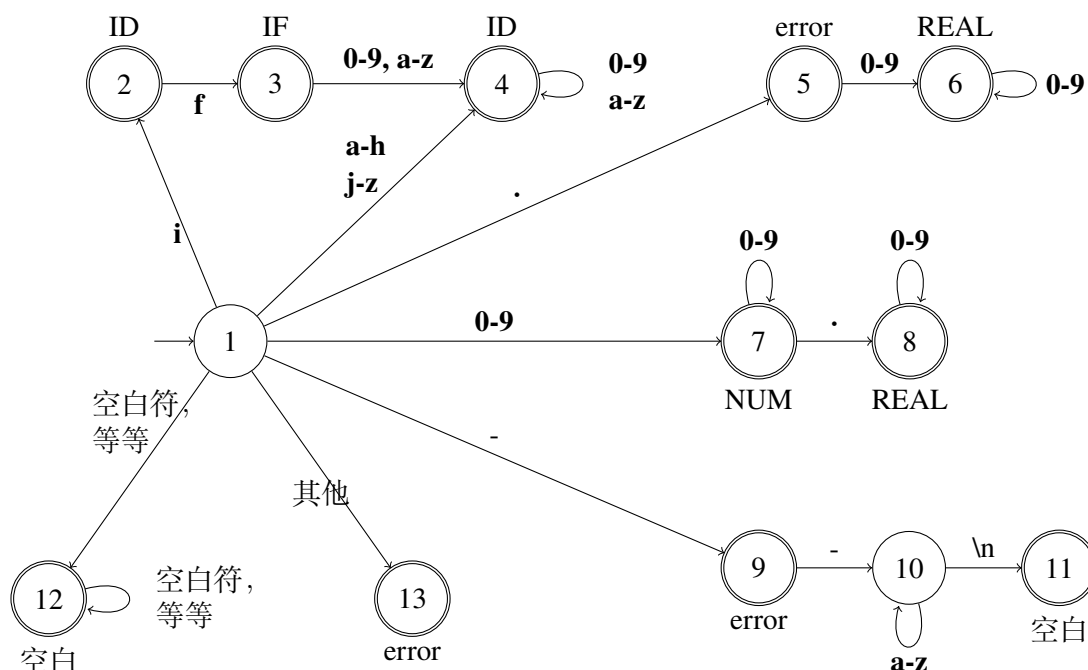 ID
IF
ID
error
REAL
2
f
3
0-9, a-z
4
0-9
a-z
5
0-9
6
0-9
a-h
j-z
.
i
0-9
0-9
1
0-9
7
.
8
NUM
REAL
空白符，
等等
-
其他
12
空白符，
等等
空白
13
error
9
-
10
\n
11
error
a-z
空白